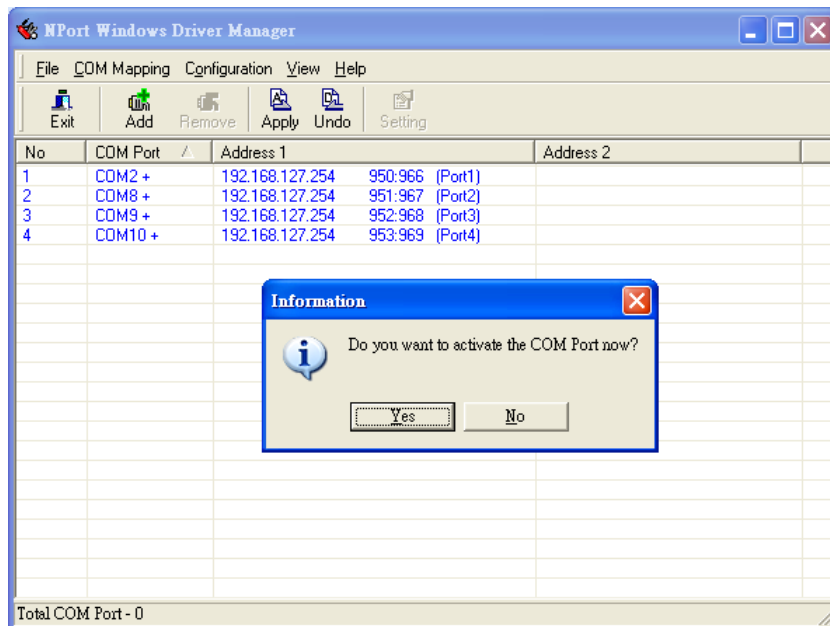 NPort Windows Driver Manager
File COM Mapping Configuration View Help
Exit Add Remove Apply Undo Setting
No COM Port Address 1 Address 2
1 COM2 + 192.168.127.254 950:966 (Port1)
2 COM8 + 192.168.127.254 951:967 (Port2)
3 COM9 + 192.168.127.254 952:968 (Port3)
4 COM10 + 192.168.127.254 953:969 (Port4)
Information
Do you want to activate the COM Port now?
Yes No
Total COM Port - 0